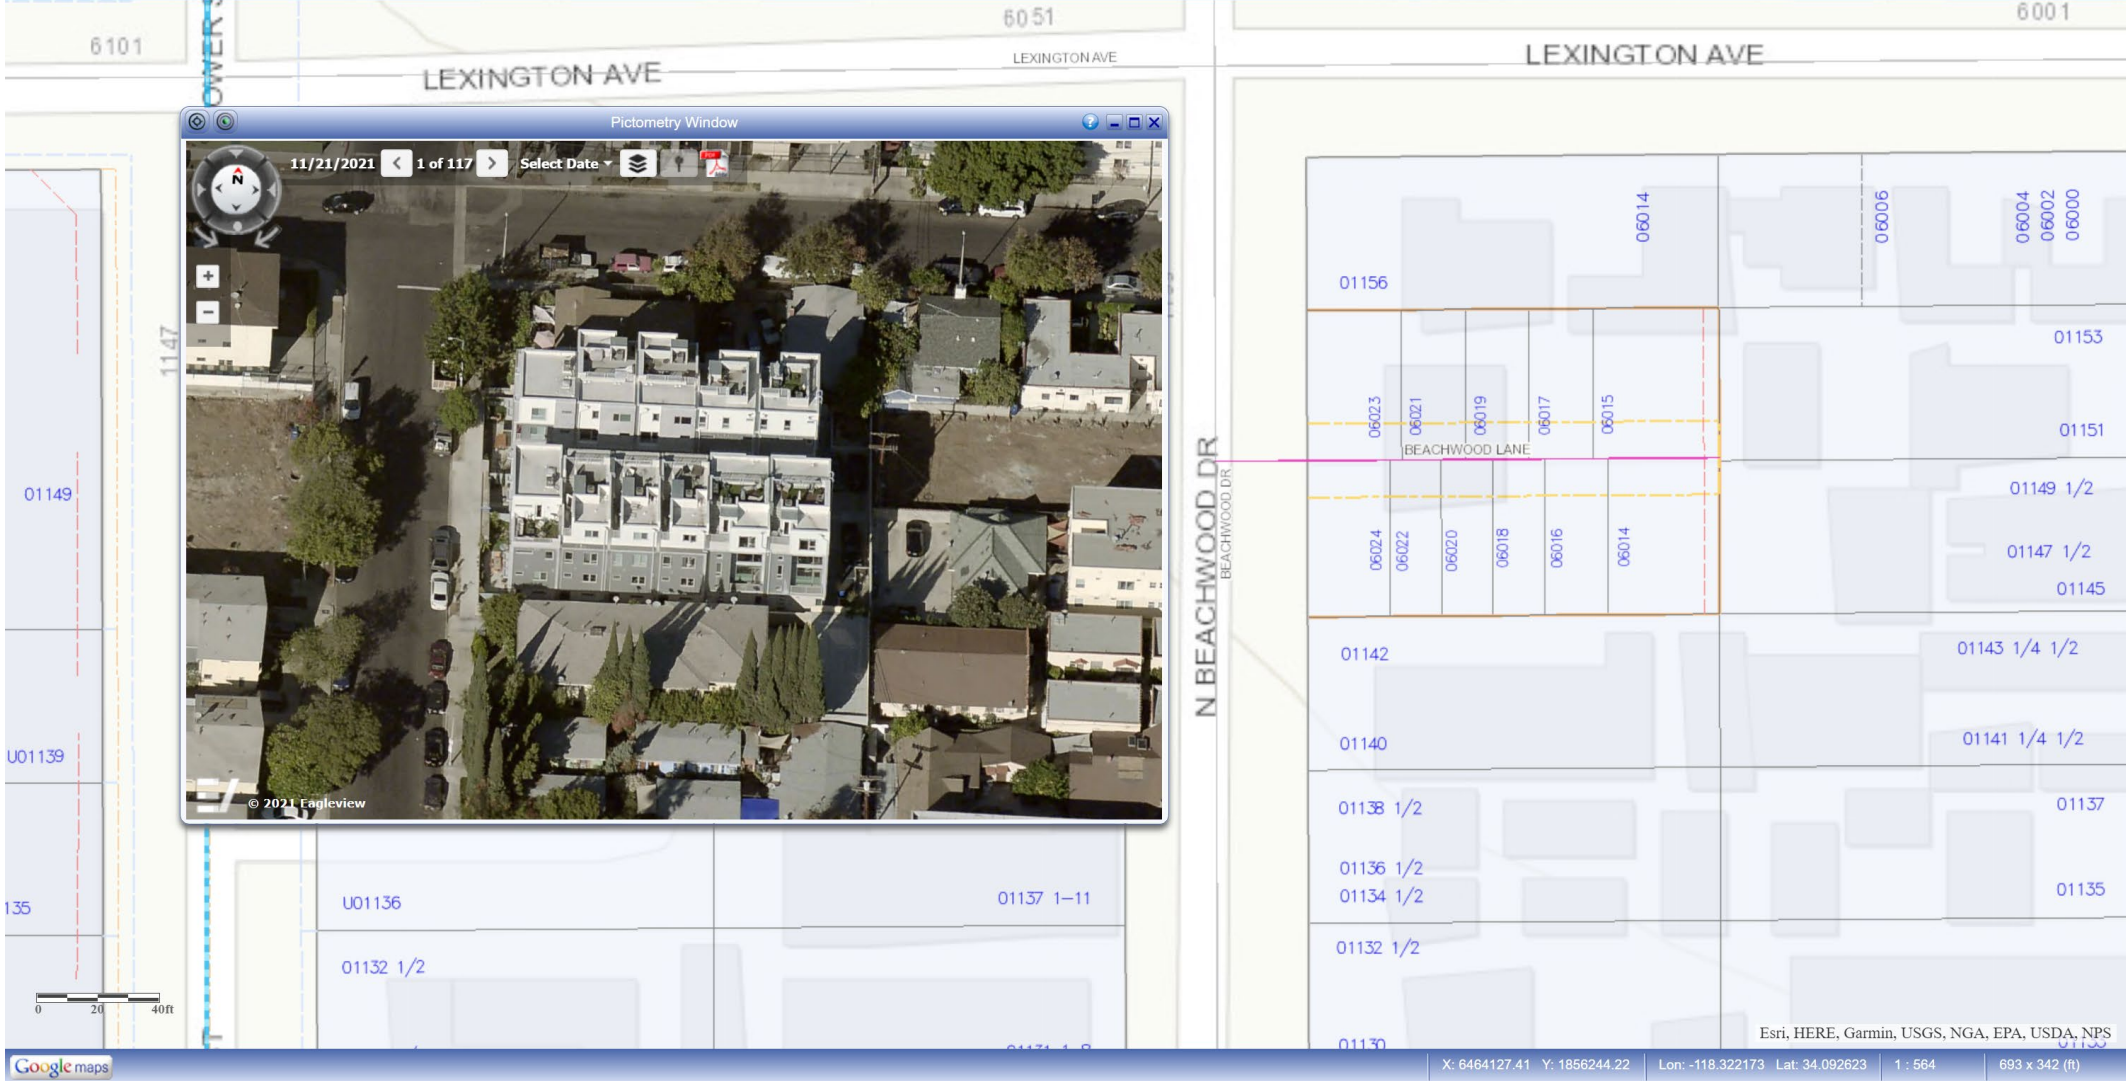 6051
6001
6101
LEXINGTON AVE
LEXINGTON AVE
LEXINGTON AVE
Pictometry Window
?
11/21/2021 < 1 of 117 > Select Date
PDF
N
+
−
© 2021 Eagleview
1147
01149
U01139
135
N BEACHWOOD DR
BEACHWOOD DR
01156
06014
06006
06004
06002
06000
01153
06023
06021
06019
06017
06015
01151
BEACHWOOD LANE
01149 1/2
06024
06022
06020
06018
06016
06014
01147 1/2
01145
01142
01143 1/4 1/2
01140
01141 1/4 1/2
01138 1/2
01137
01136 1/2
01134 1/2
01135
U01136
01137 1-11
01132 1/2
01132 1/2
01130
0 20 40ft
Esri, HERE, Garmin, USGS, NGA, EPA, USDA, NPS
Google maps
X: 6464127.41 Y: 1856244.22 Lon: -118.322173 Lat: 34.092623 1 : 564 693 x 342 (ft)